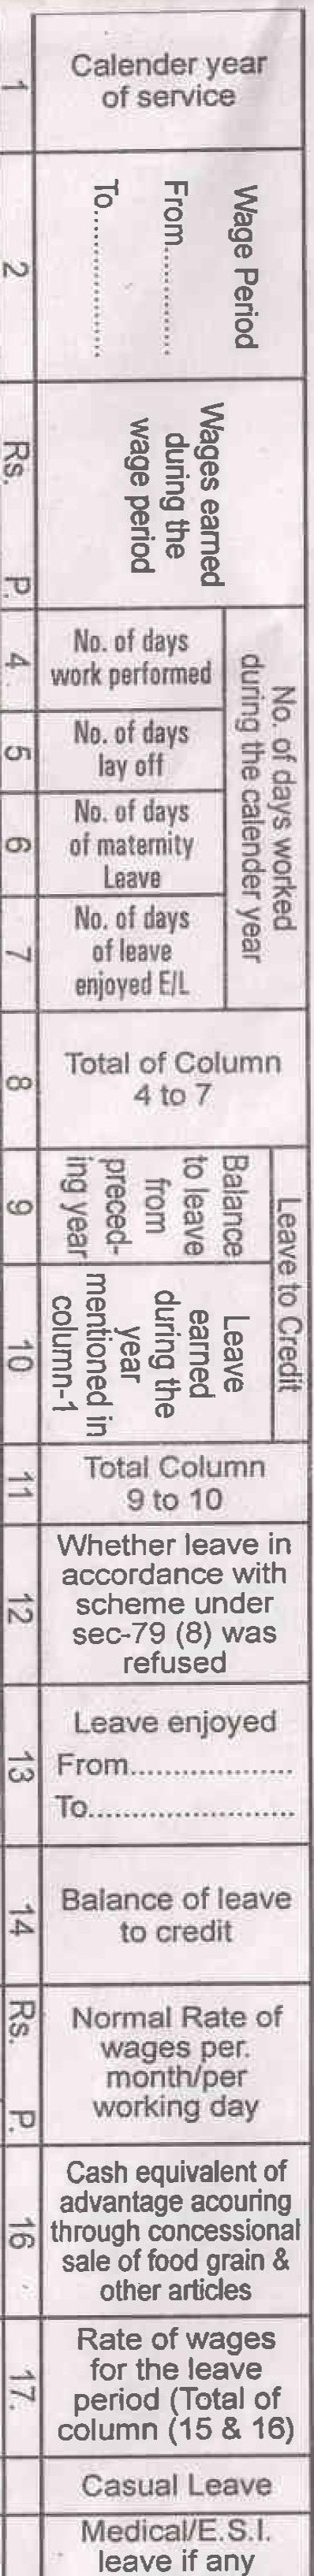 Calender year
of service
1
Wage Period
From.............
To.................
2
Wages earned
during the
wage period
Rs. P.
No. of days worked
during the calender year
No. of days
work performed
4
No. of days
lay off
5
No. of days
of maternity
Leave
6
No. of days
of leave
enjoyed E/L
7
Total of Column
4 to 7
8
Leave to Credit
Balance
to leave
from
preced-
ing year
9
Leave
earned
during the
year
mentioned in
column-1
10
Total Column
9 to 10
11
Whether leave in
accordance with
scheme under
sec-79 (8) was
refused
12
Leave enjoyed
From...................
To........................
13
Balance of leave
to credit
14
Normal Rate of
wages per.
month/per
working day
Rs. P.
Cash equivalent of
advantage acouring
through concessional
sale of food grain &
other articles
16
Rate of wages
for the leave
period (Total of
column (15 & 16)
17.
Casual Leave
Medical/E.S.I.
leave if any